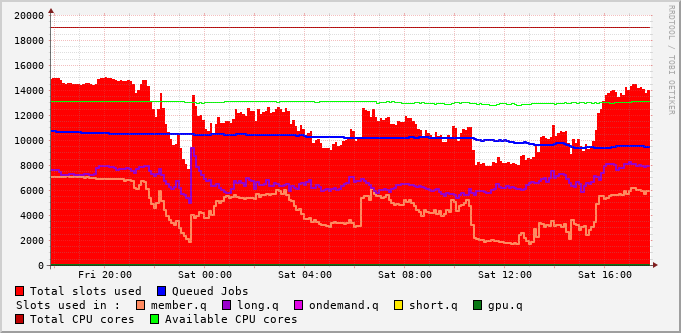 RRDTOOL / TOBI OETIKER
20000
18000
16000
14000
12000
10000
8000
6000
4000
2000
0
Fri 20:00 Sat 00:00 Sat 04:00 Sat 08:00 Sat 12:00 Sat 16:00
Total slots used Queued Jobs
Slots used in : member.q long.q ondemand.q short.q gpu.q
Total CPU cores Available CPU cores